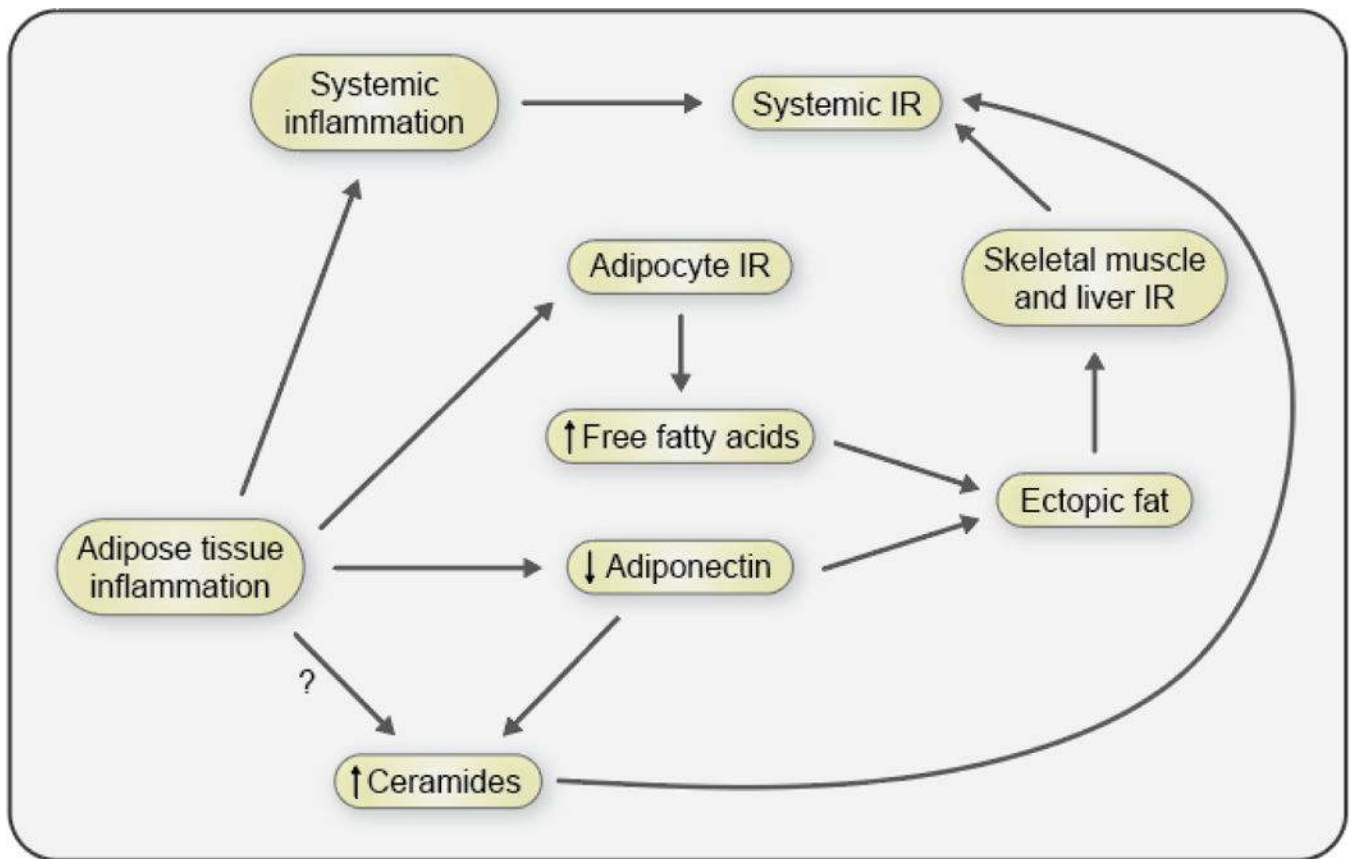 Systemic
inflammation
Systemic IR
Adipocyte IR
Skeletal muscle
and liver IR
↑ Free fatty acids
Ectopic fat
Adipose tissue
inflammation
↓ Adiponectin
?
↑ Ceramides